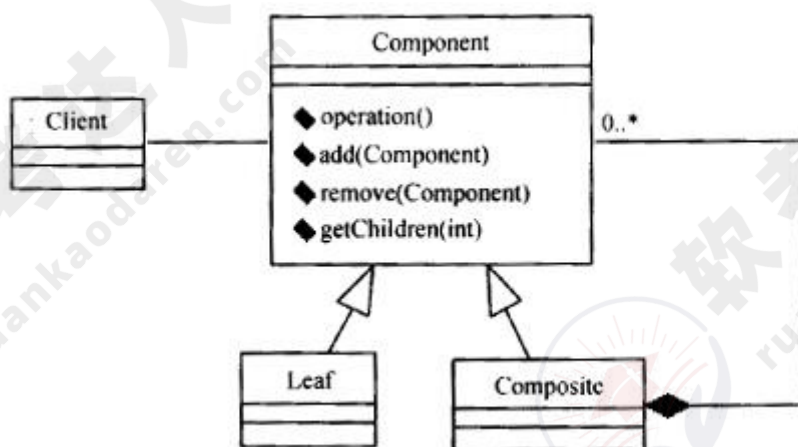 Component
Client
operation()
0..*
add(Component)
remove(Component)
getChildren(int)
Leaf
Composite